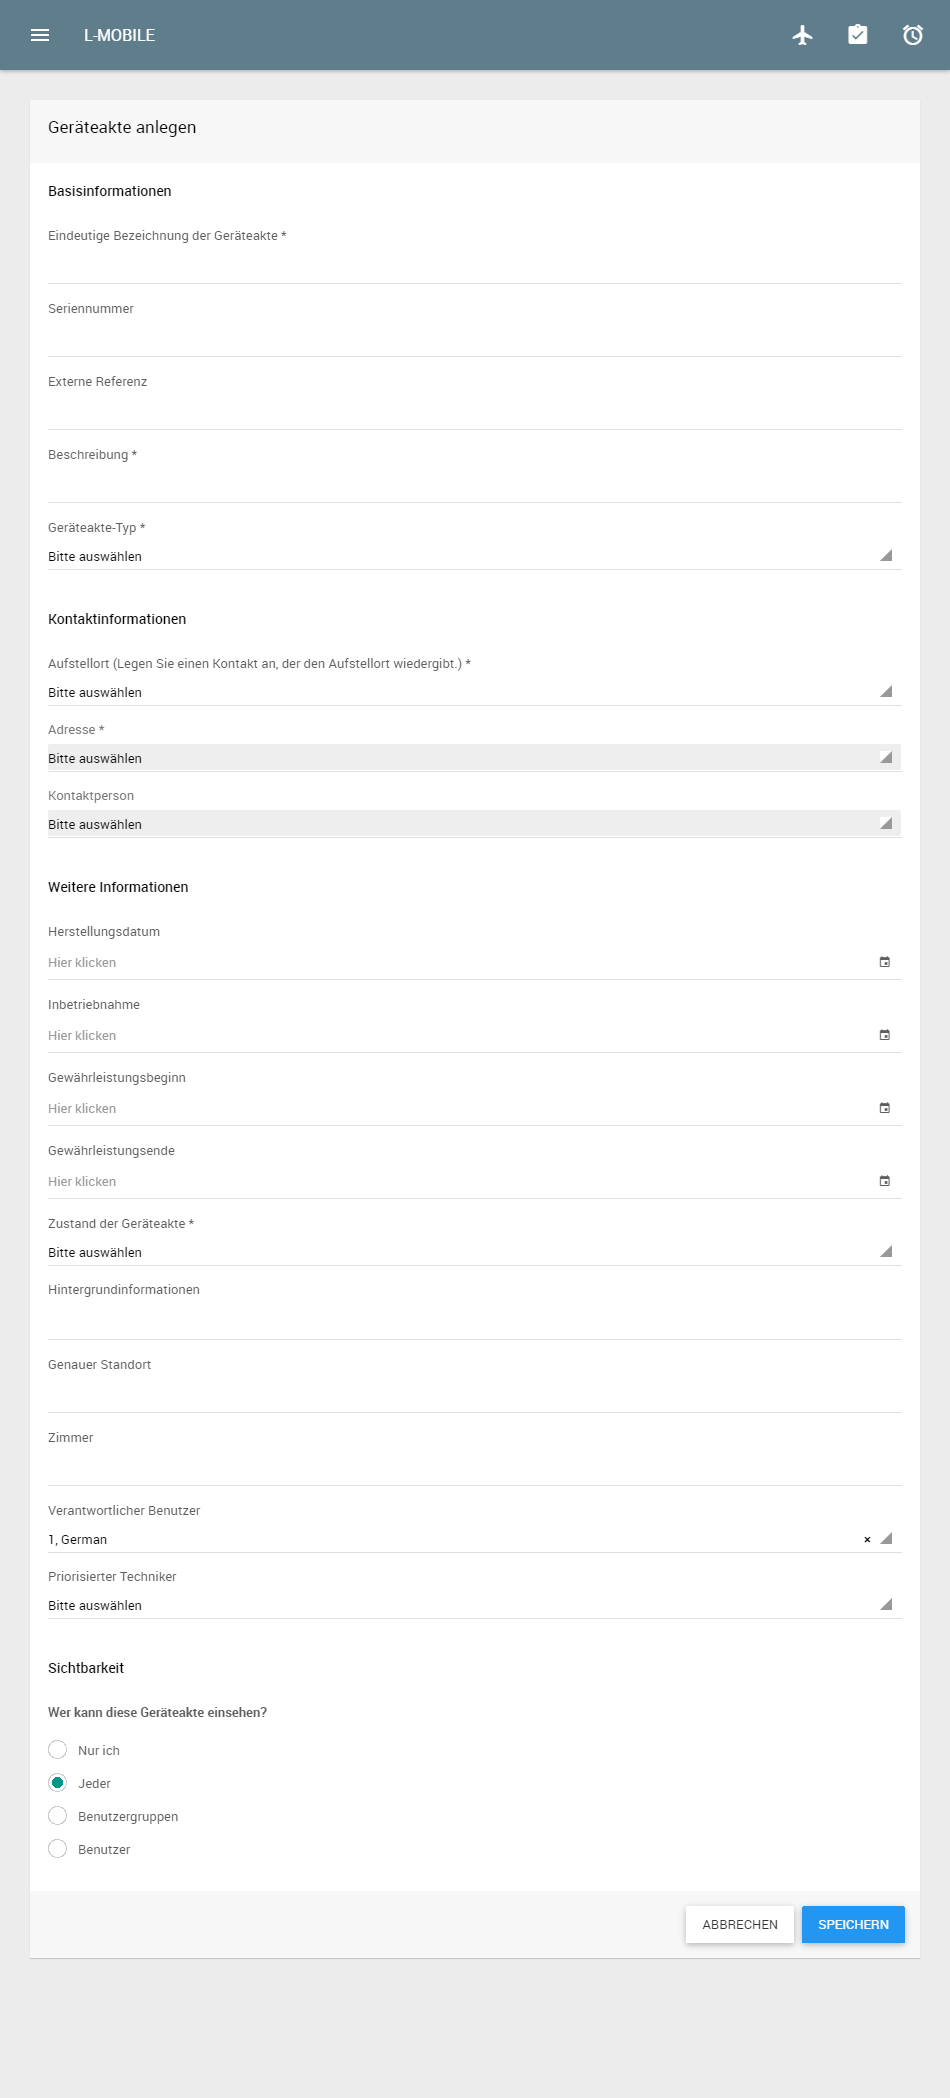 L-MOBILE
Geräteakte anlegen
Basisinformationen
Eindeutige Bezeichnung der Geräteakte *
Seriennummer
Externe Referenz
Beschreibung *
Geräteakte-Typ *
Bitte auswählen
Kontaktinformationen
Aufstellort (Legen Sie einen Kontakt an, der den Aufstellort wiedergibt.) *
Bitte auswählen
Adresse *
Bitte auswählen
Kontaktperson
Bitte auswählen
Weitere Informationen
Herstellungsdatum
Hier klicken
Inbetriebnahme
Hier klicken
Gewährleistungsbeginn
Hier klicken
Gewährleistungsende
Hier klicken
Zustand der Geräteakte *
Bitte auswählen
Hintergrundinformationen
Genauer Standort
Zimmer
Verantwortlicher Benutzer
1, German ×
Priorisierter Techniker
Bitte auswählen
Sichtbarkeit
Wer kann diese Geräteakte einsehen?
Nur ich
Jeder
Benutzergruppen
Benutzer
ABBRECHEN SPEICHERN